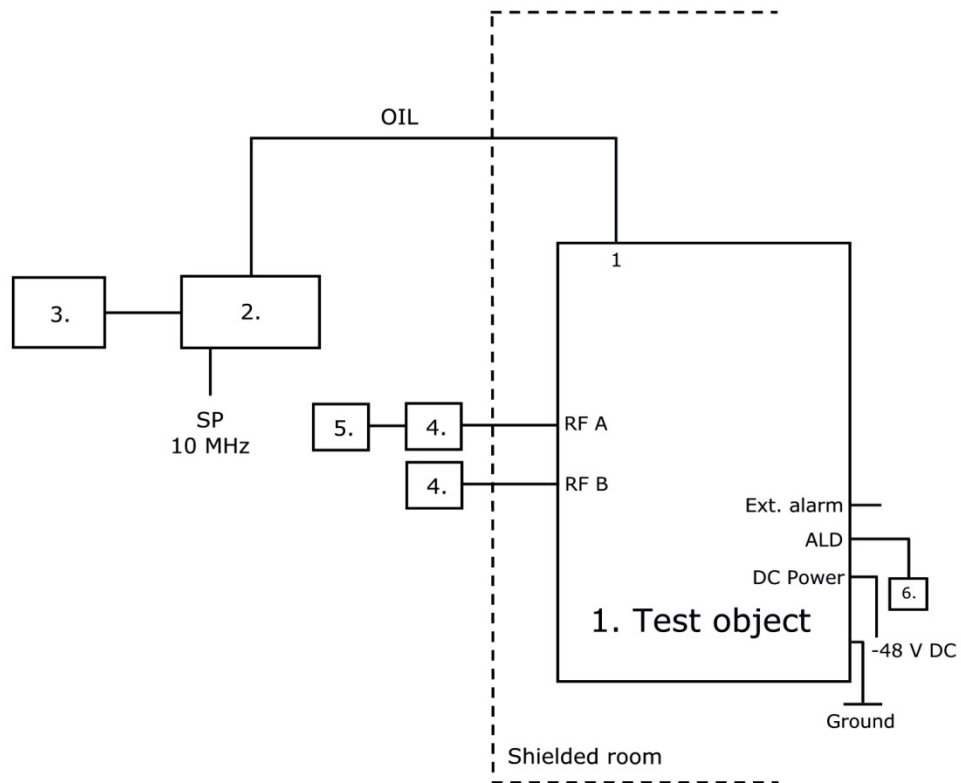 OIL
1
3.
2.
SP
10 MHz
5.
4.
RF A
4.
RF B
Ext. alarm
ALD
DC Power
6.
1. Test object
-48 V DC
Ground
Shielded room